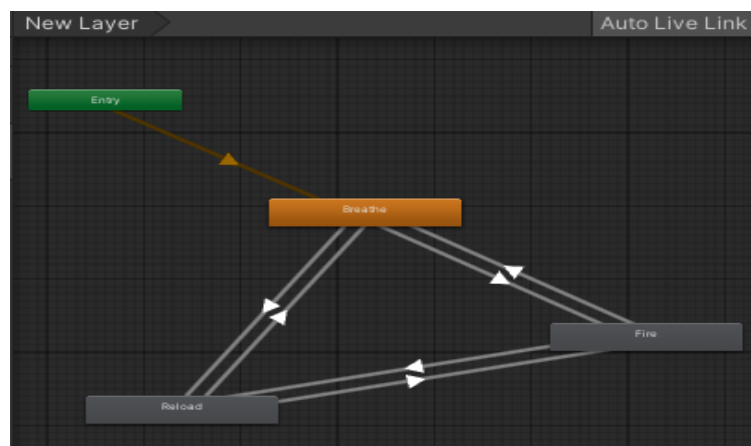 New Layer
Auto Live Link
Entry
Breathe
Fire
Reload